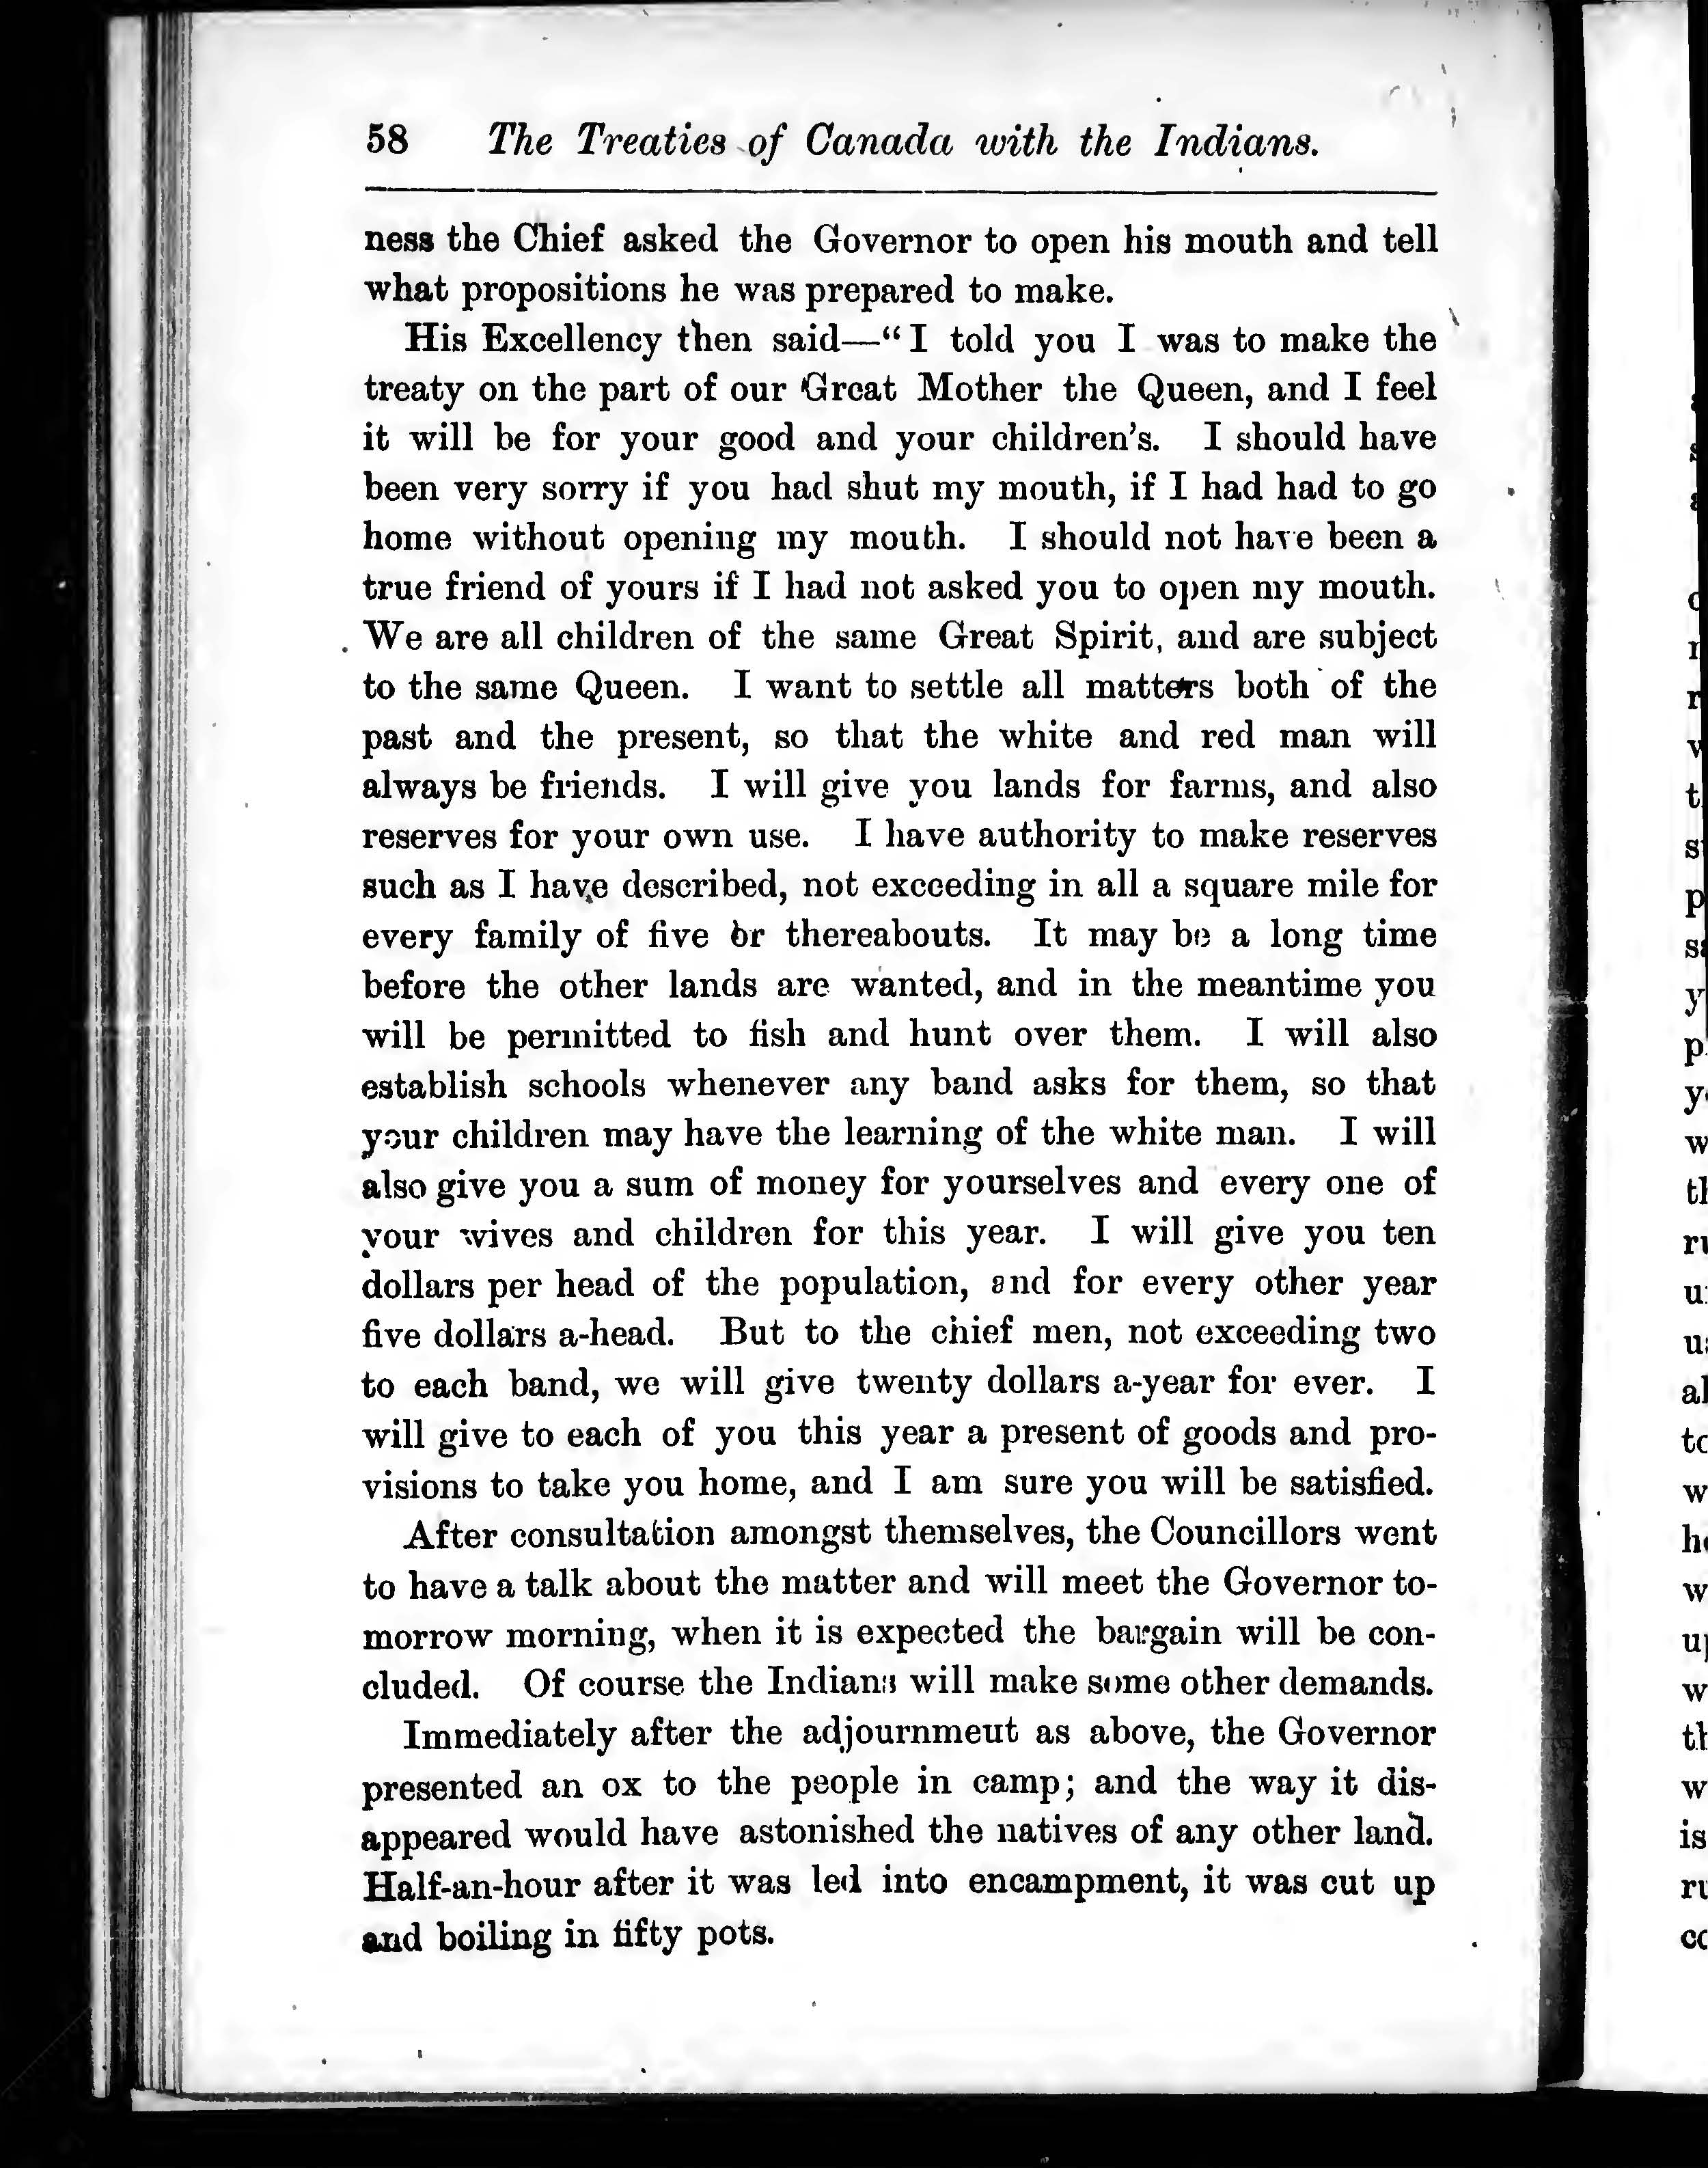 58 The Treaties of Canada with the Indians.
ness the Chief asked the Governor to open his mouth and tell
what propositions he was prepared to make.
His Excellency then said—“I told you I was to make the
treaty on the part of our Great Mother the Queen, and I feel
it will be for your good and your children’s. I should have
been very sorry if you had shut my mouth, if I had had to go
home without opening my mouth. I should not have been a
true friend of yours if I had not asked you to open my mouth.
We are all children of the same Great Spirit, and are subject
to the same Queen. I want to settle all matters both of the
past and the present, so that the white and red man will
always be friends. I will give you lands for farms, and also
reserves for your own use. I have authority to make reserves
such as I have described, not exceeding in all a square mile for
every family of five or thereabouts. It may be a long time
before the other lands are wanted, and in the meantime you
will be permitted to fish and hunt over them. I will also
establish schools whenever any band asks for them, so that
your children may have the learning of the white man. I will
also give you a sum of money for yourselves and every one of
your wives and children for this year. I will give you ten
dollars per head of the population, and for every other year
five dollars a-head. But to the chief men, not exceeding two
to each band, we will give twenty dollars a-year for ever. I
will give to each of you this year a present of goods and pro-
visions to take you home, and I am sure you will be satisfied.
After consultation amongst themselves, the Councillors went
to have a talk about the matter and will meet the Governor to-
morrow morning, when it is expected the bargain will be con-
cluded. Of course the Indians will make some other demands.
Immediately after the adjournment as above, the Governor
presented an ox to the people in camp; and the way it dis-
appeared would have astonished the natives of any other land.
Half-an-hour after it was led into encampment, it was cut up
and boiling in fifty pots.